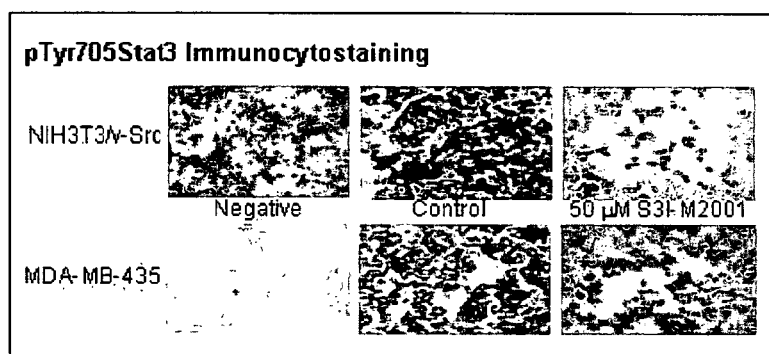 pTyr705Stat3 Immunocytostaining
NIH3T3/v-Src
Negative Control 50 µM S3I-M2001
MDA-MB-435